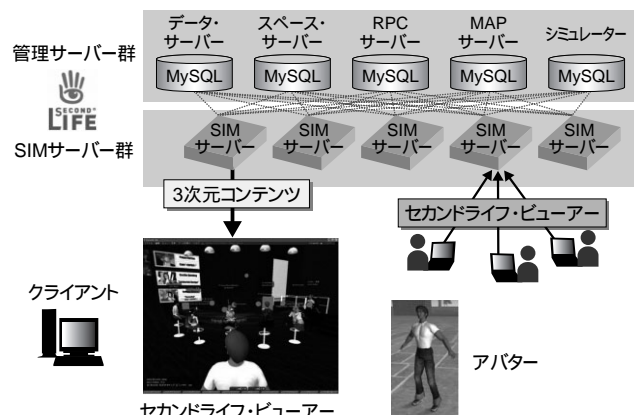 データ・
サーバー
スペース・
サーバー
RPC
サーバー
MAP
サーバー
シミュレーター
管理サーバー群
MySQL
MySQL
MySQL
MySQL
MySQL
SECOND
LIFE
SIMサーバー群
SIM
サーバー
SIM
サーバー
SIM
サーバー
SIM
サーバー
SIM
サーバー
3次元コンテンツ
セカンドライフ・ビューアー
クライアント
アバター
セカンドライフ・ビューアー